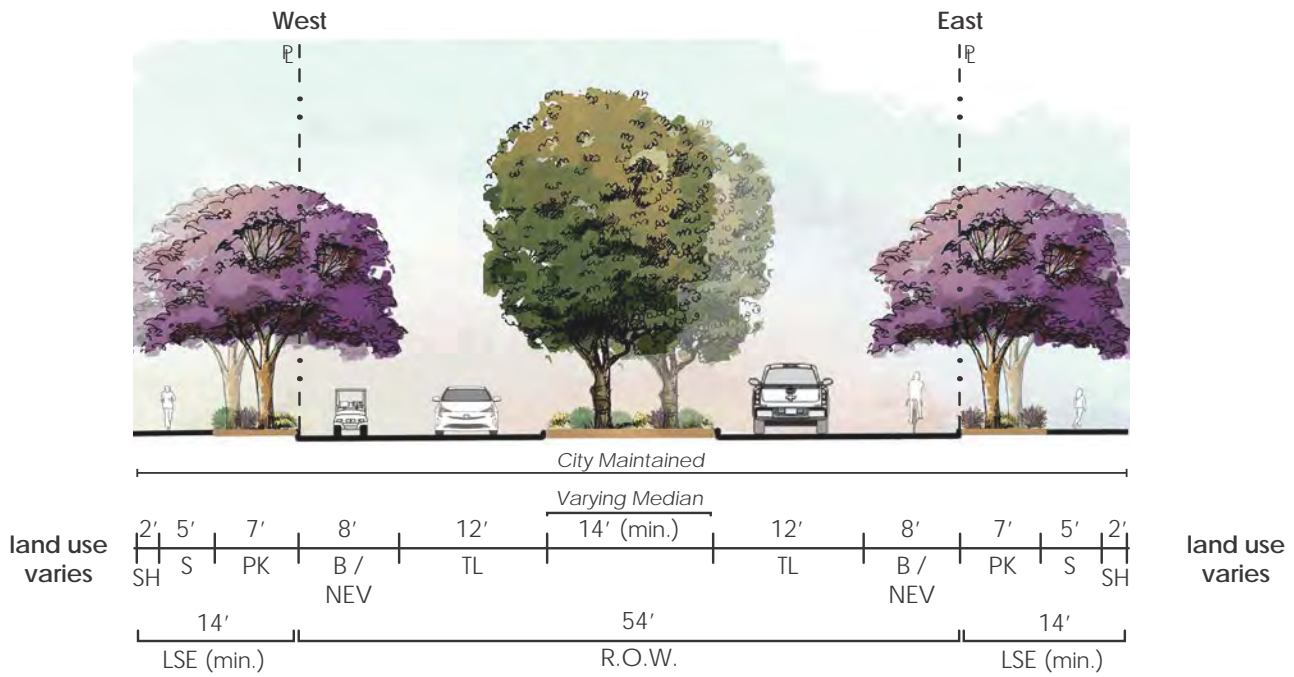 West East
℄ ℄
City Maintained
Varying Median
2′ 5′ 7′ 8′ 12′ 14′ (min.) 12′ 8′ 7′ 5′ 2′
land use
varies
SH S PK B /
NEV TL TL B /
NEV PK S SH
land use
varies
14′ 54′ 14′
LSE (min.) R.O.W. LSE (min.)